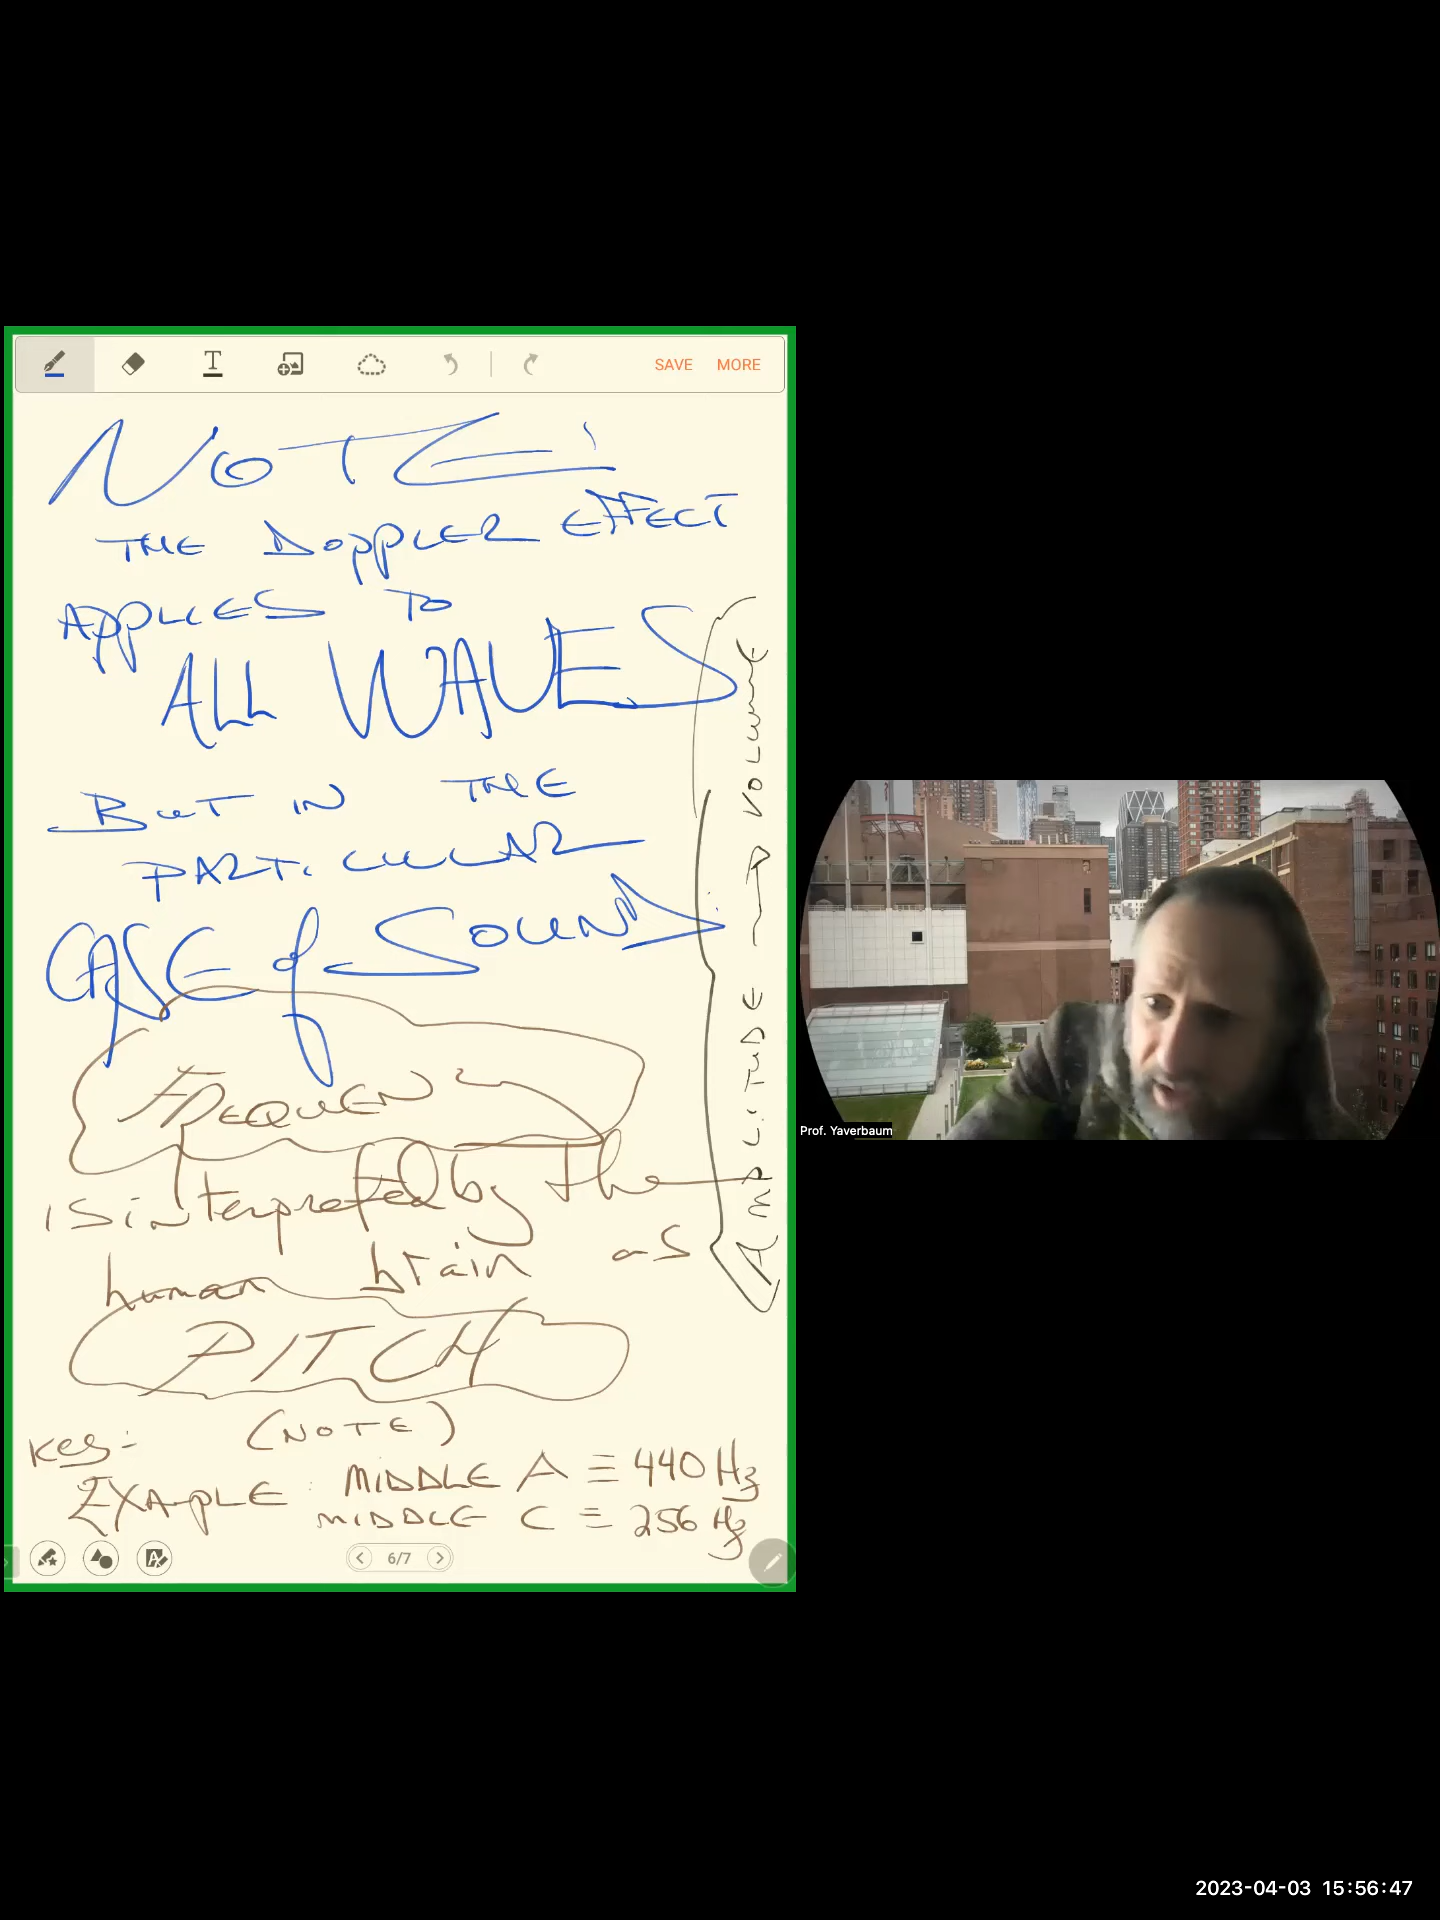 SAVE MORE
NOTE:
THE DOPPLER EFFECT
APPLIES TO
ALL WAVES
BUT IN THE
PARTICULAR
CASE of SOUND:
FREQUENCY
is interpreted by the
human brain as
PITCH
(NOTE)
Key:
EXAMPLE: MIDDLE A ≡ 440 Hz
MIDDLE C ≡ 256 Hz
AMPLITUDE → VOLUME
6/7
Prof. Yaverbaum
2023-04-03 15:56:47